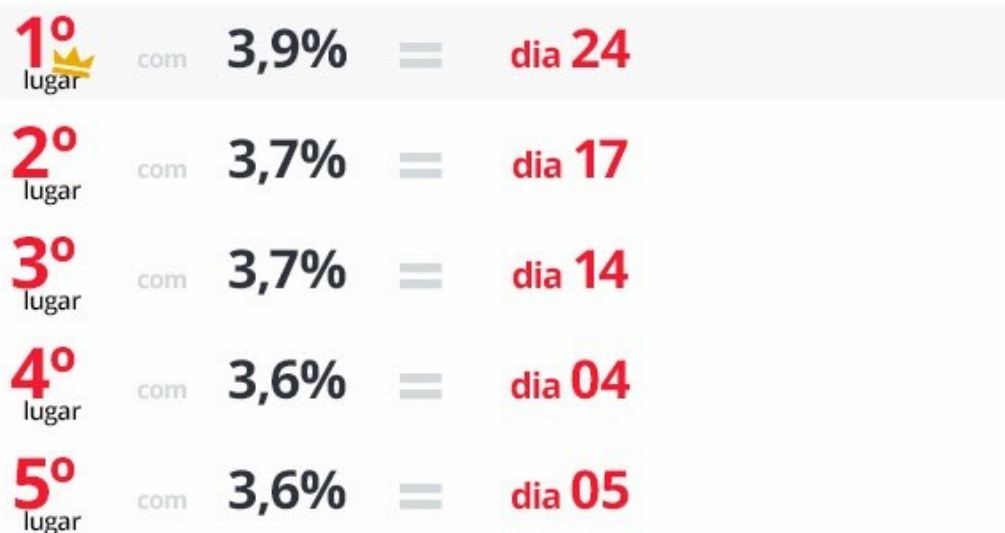 1º lugar com 3,9% = dia 24
2º lugar com 3,7% = dia 17
3º lugar com 3,7% = dia 14
4º lugar com 3,6% = dia 04
5º lugar com 3,6% = dia 05